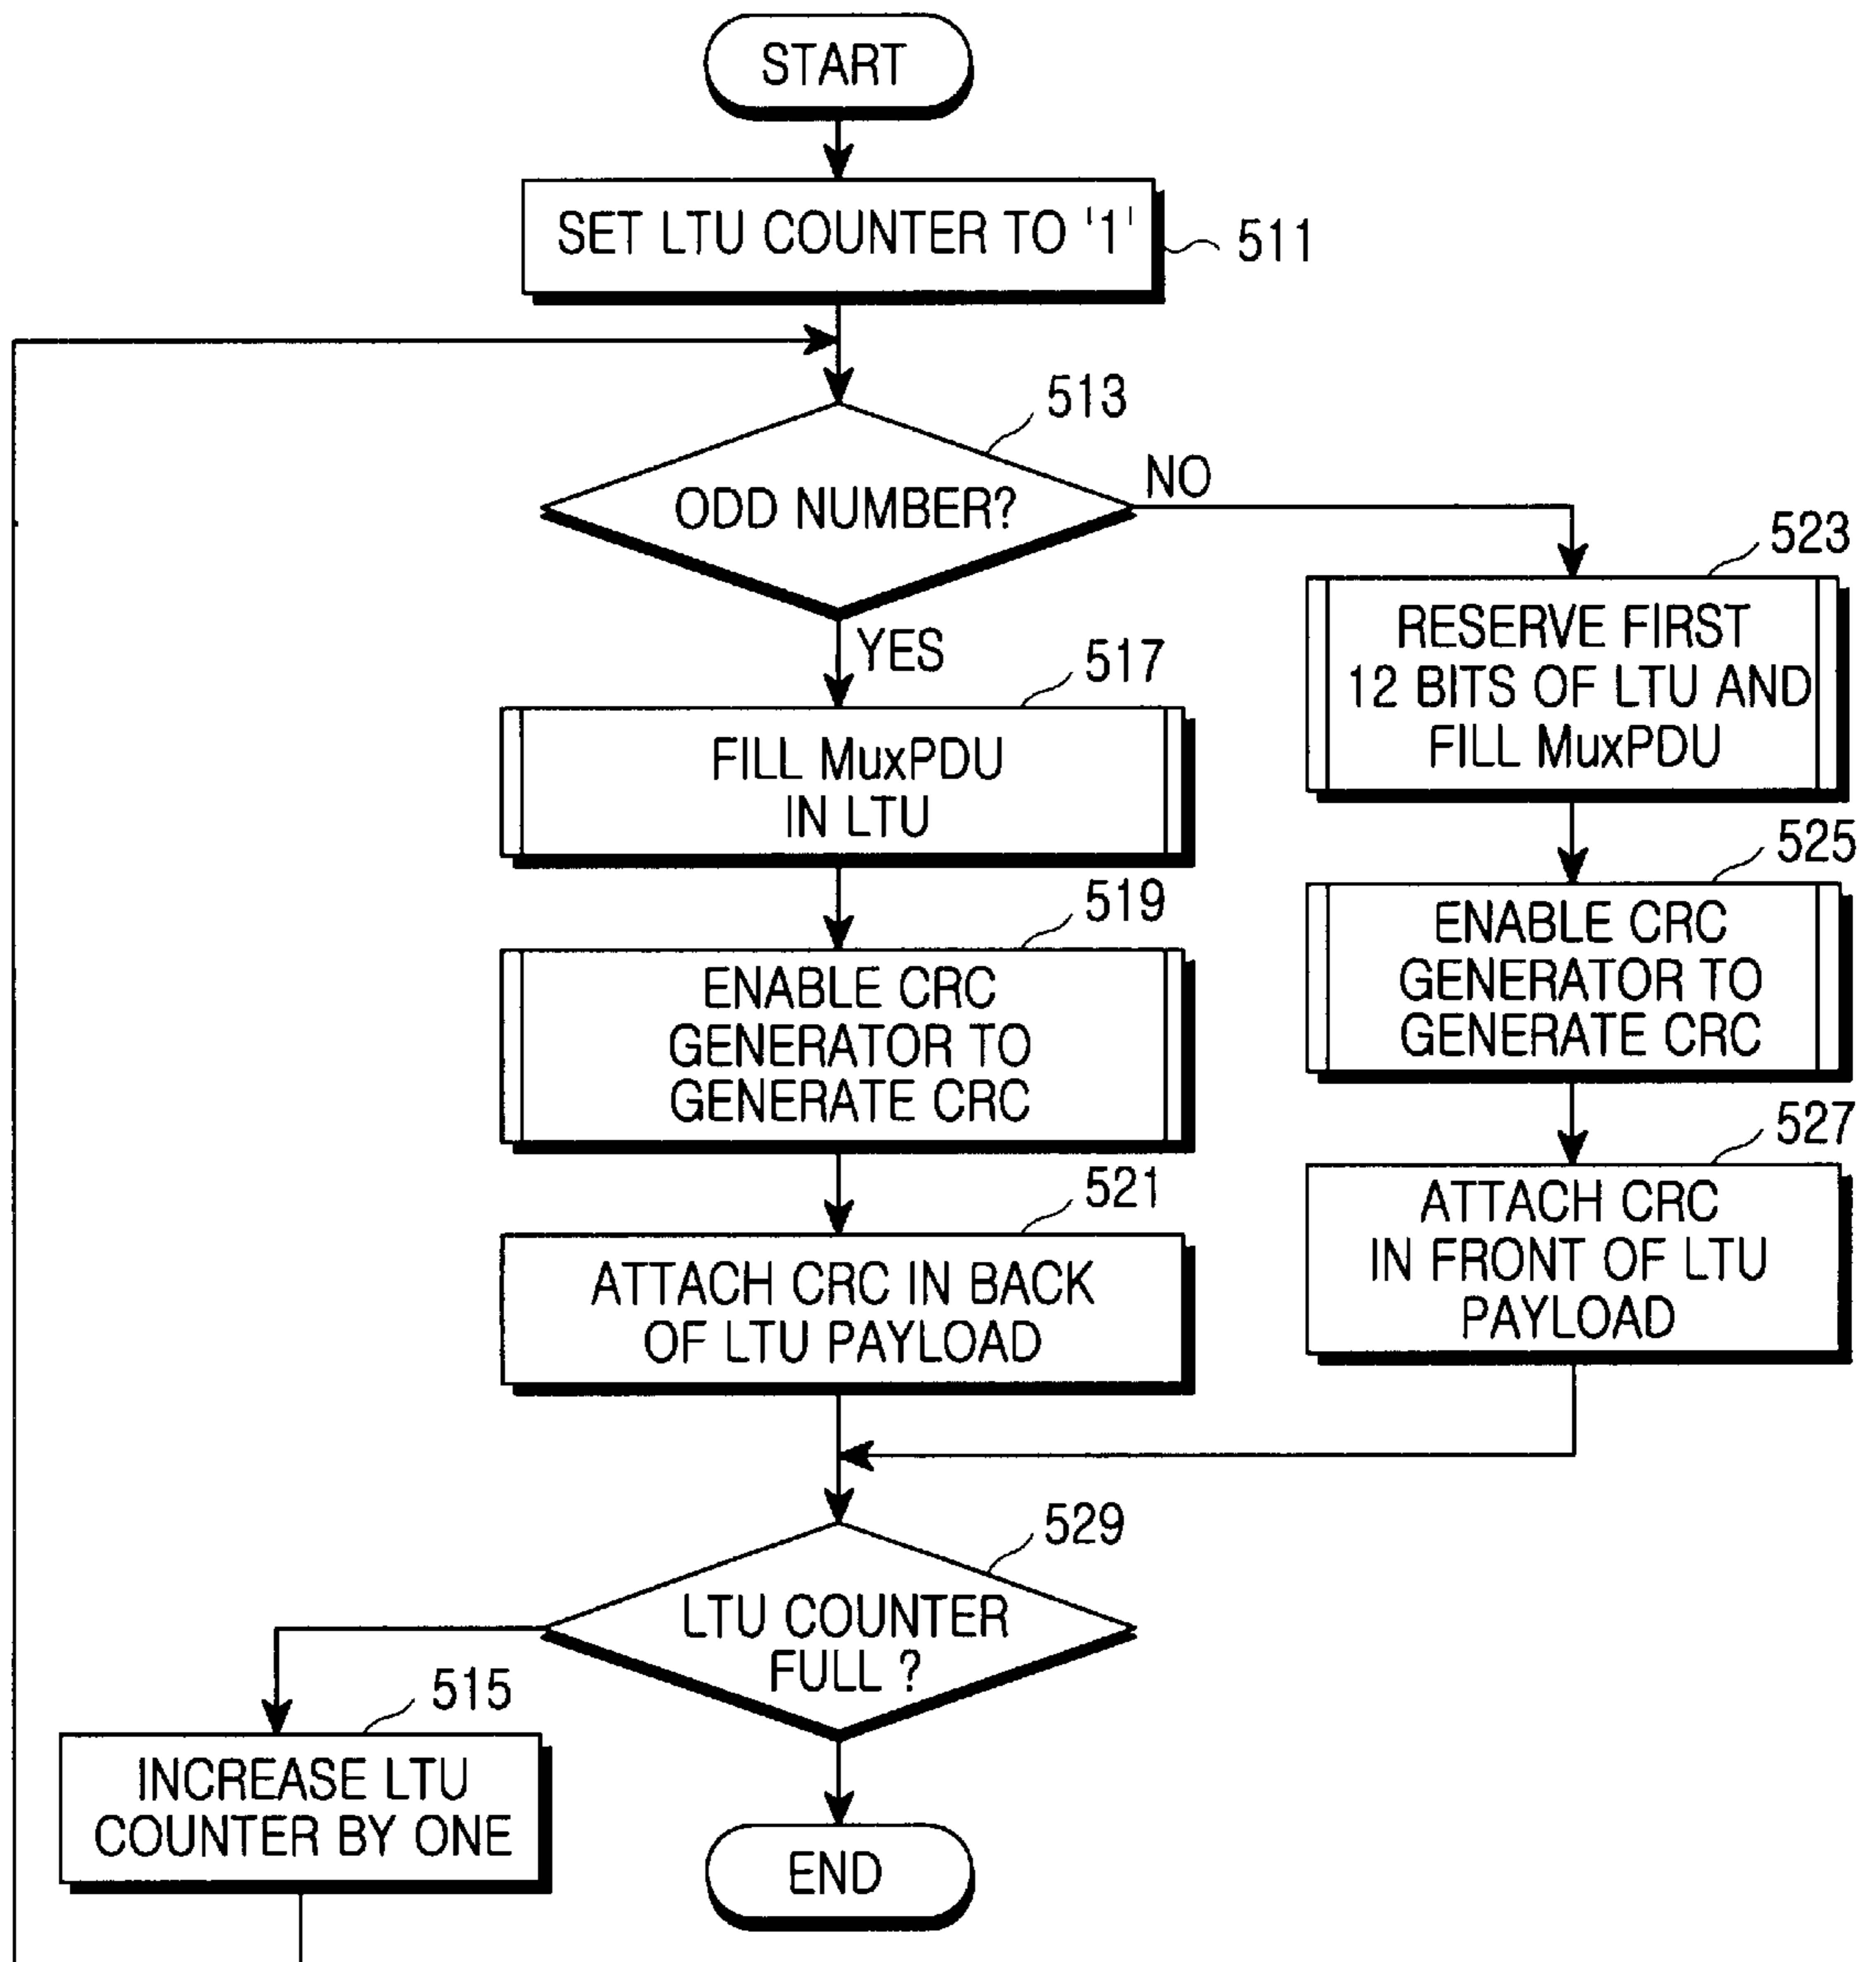 START
SET LTU COUNTER TO '1'
511
513
ODD NUMBER?
NO
YES
517
FILL MuxPDU
IN LTU
519
ENABLE CRC
GENERATOR TO
GENERATE CRC
521
ATTACH CRC IN BACK
OF LTU PAYLOAD
523
RESERVE FIRST
12 BITS OF LTU AND
FILL MuxPDU
525
ENABLE CRC
GENERATOR TO
GENERATE CRC
527
ATTACH CRC
IN FRONT OF LTU
PAYLOAD
529
LTU COUNTER
FULL ?
515
INCREASE LTU
COUNTER BY ONE
END